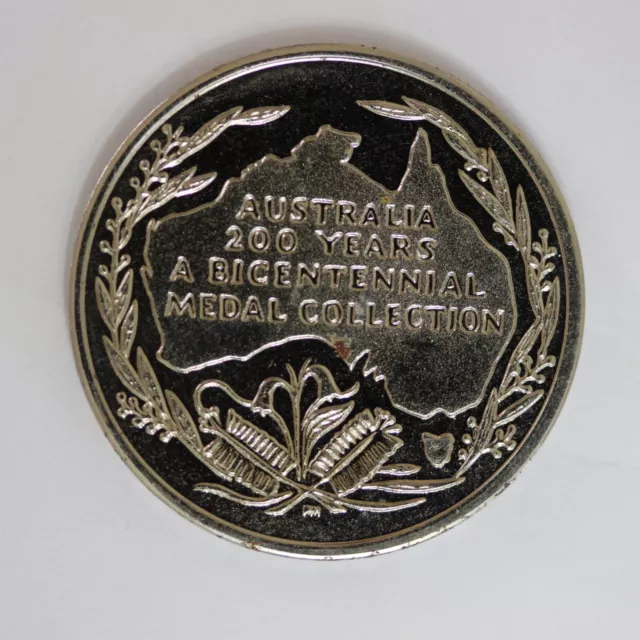 AUSTRALIA
200 YEARS
A BICENTENNIAL
MEDAL COLLECTION